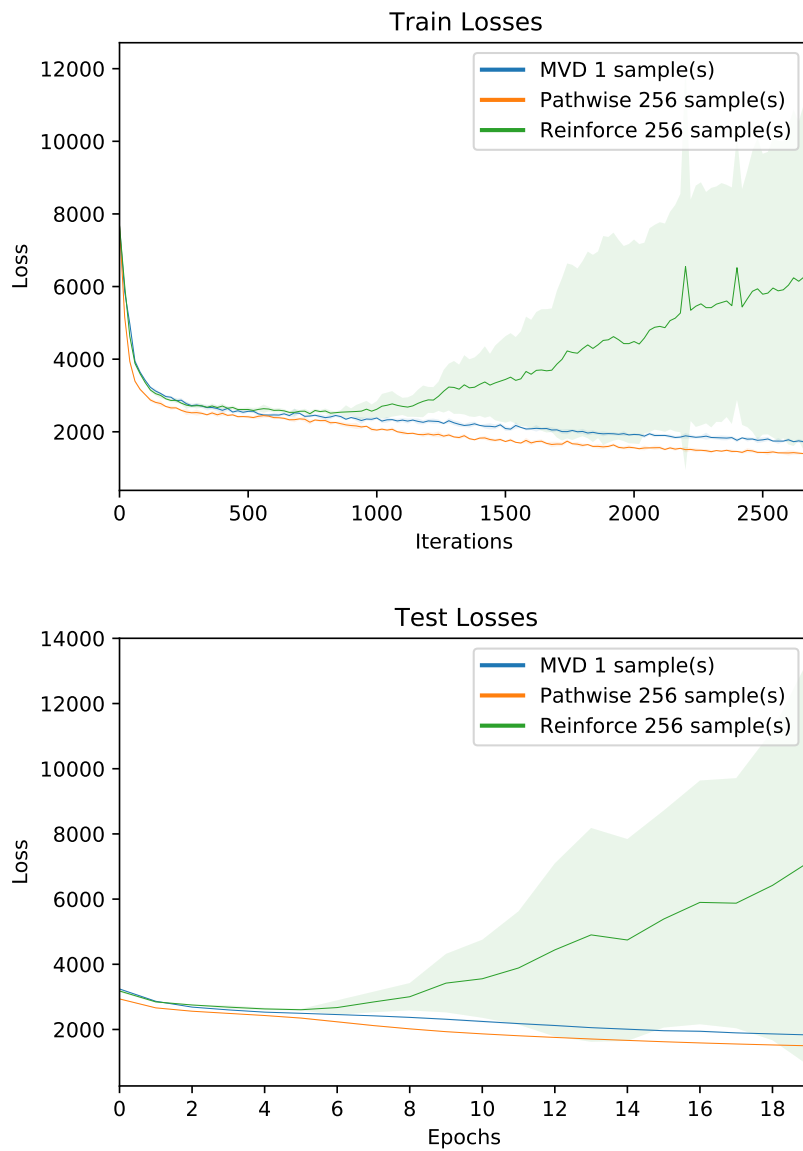 Train Losses
12000
10000
8000
6000
4000
2000
Loss
MVD 1 sample(s)
Pathwise 256 sample(s)
Reinforce 256 sample(s)
0 500 1000 1500 2000 2500
Iterations
Test Losses
14000
12000
10000
8000
6000
4000
2000
Loss
MVD 1 sample(s)
Pathwise 256 sample(s)
Reinforce 256 sample(s)
0 2 4 6 8 10 12 14 16 18
Epochs